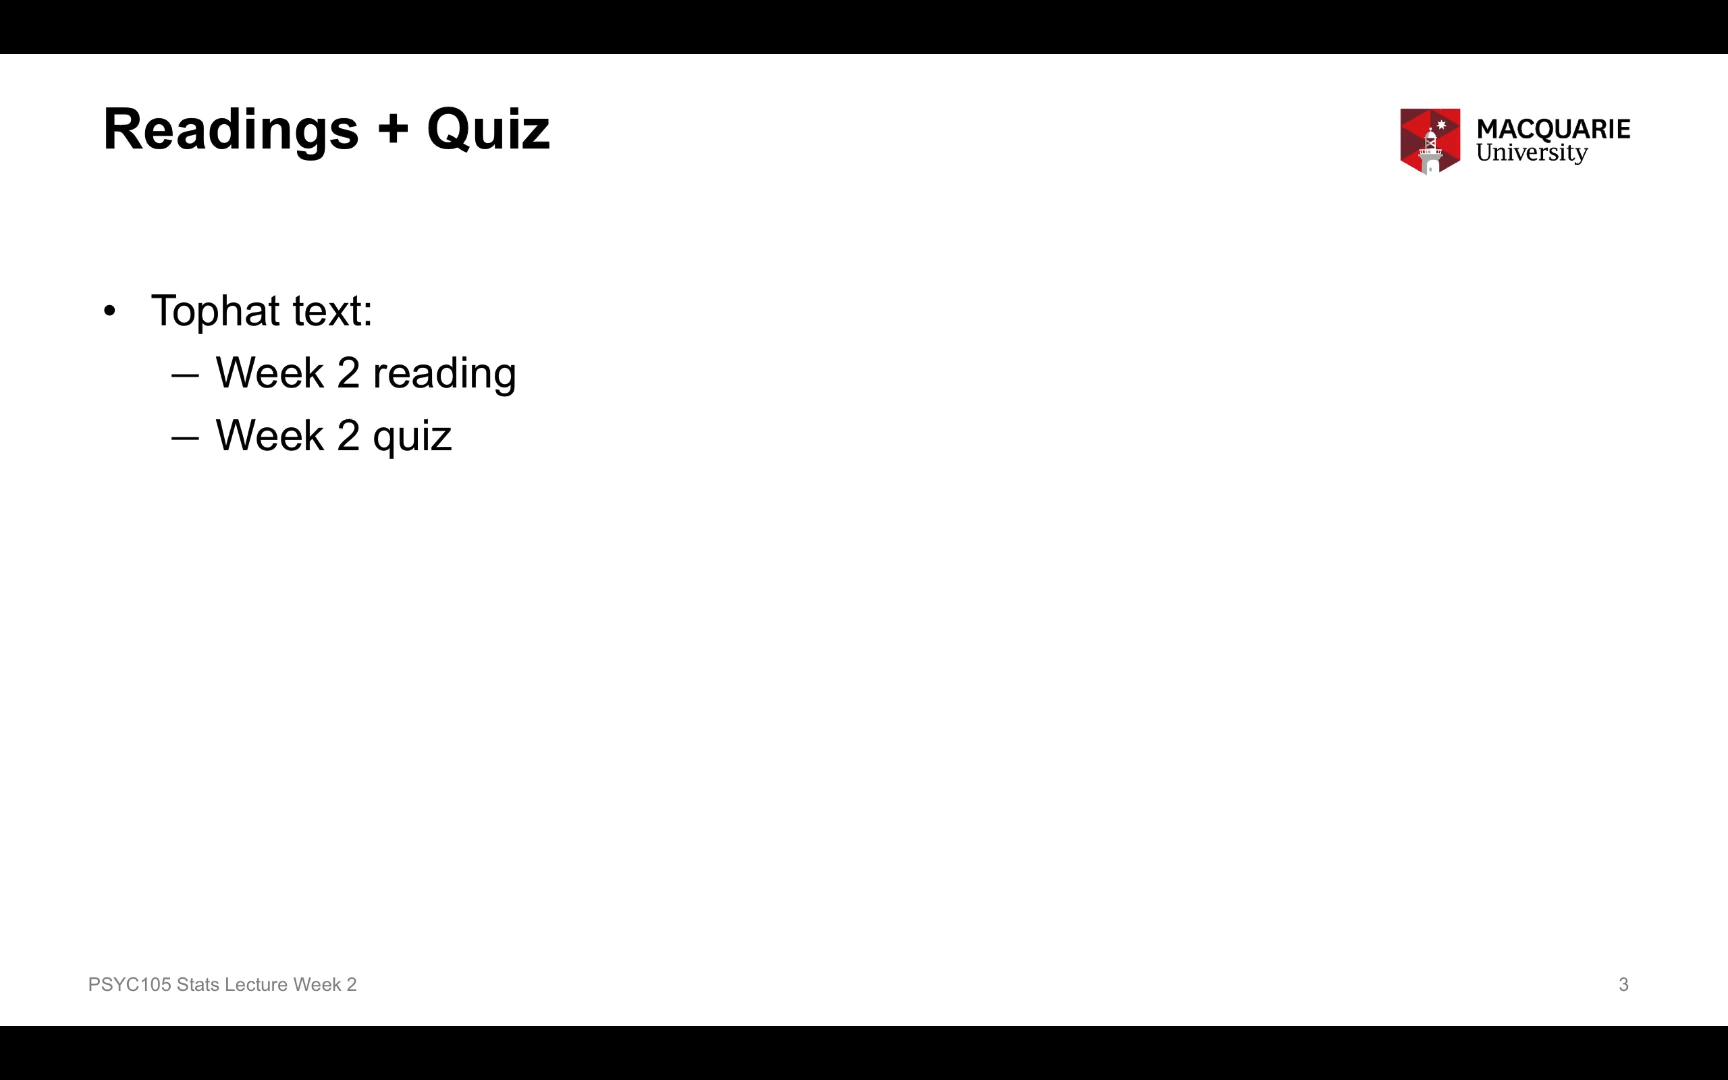 Readings + Quiz
MACQUARIE
University
• Tophat text:
– Week 2 reading
– Week 2 quiz
PSYC105 Stats Lecture Week 2
3